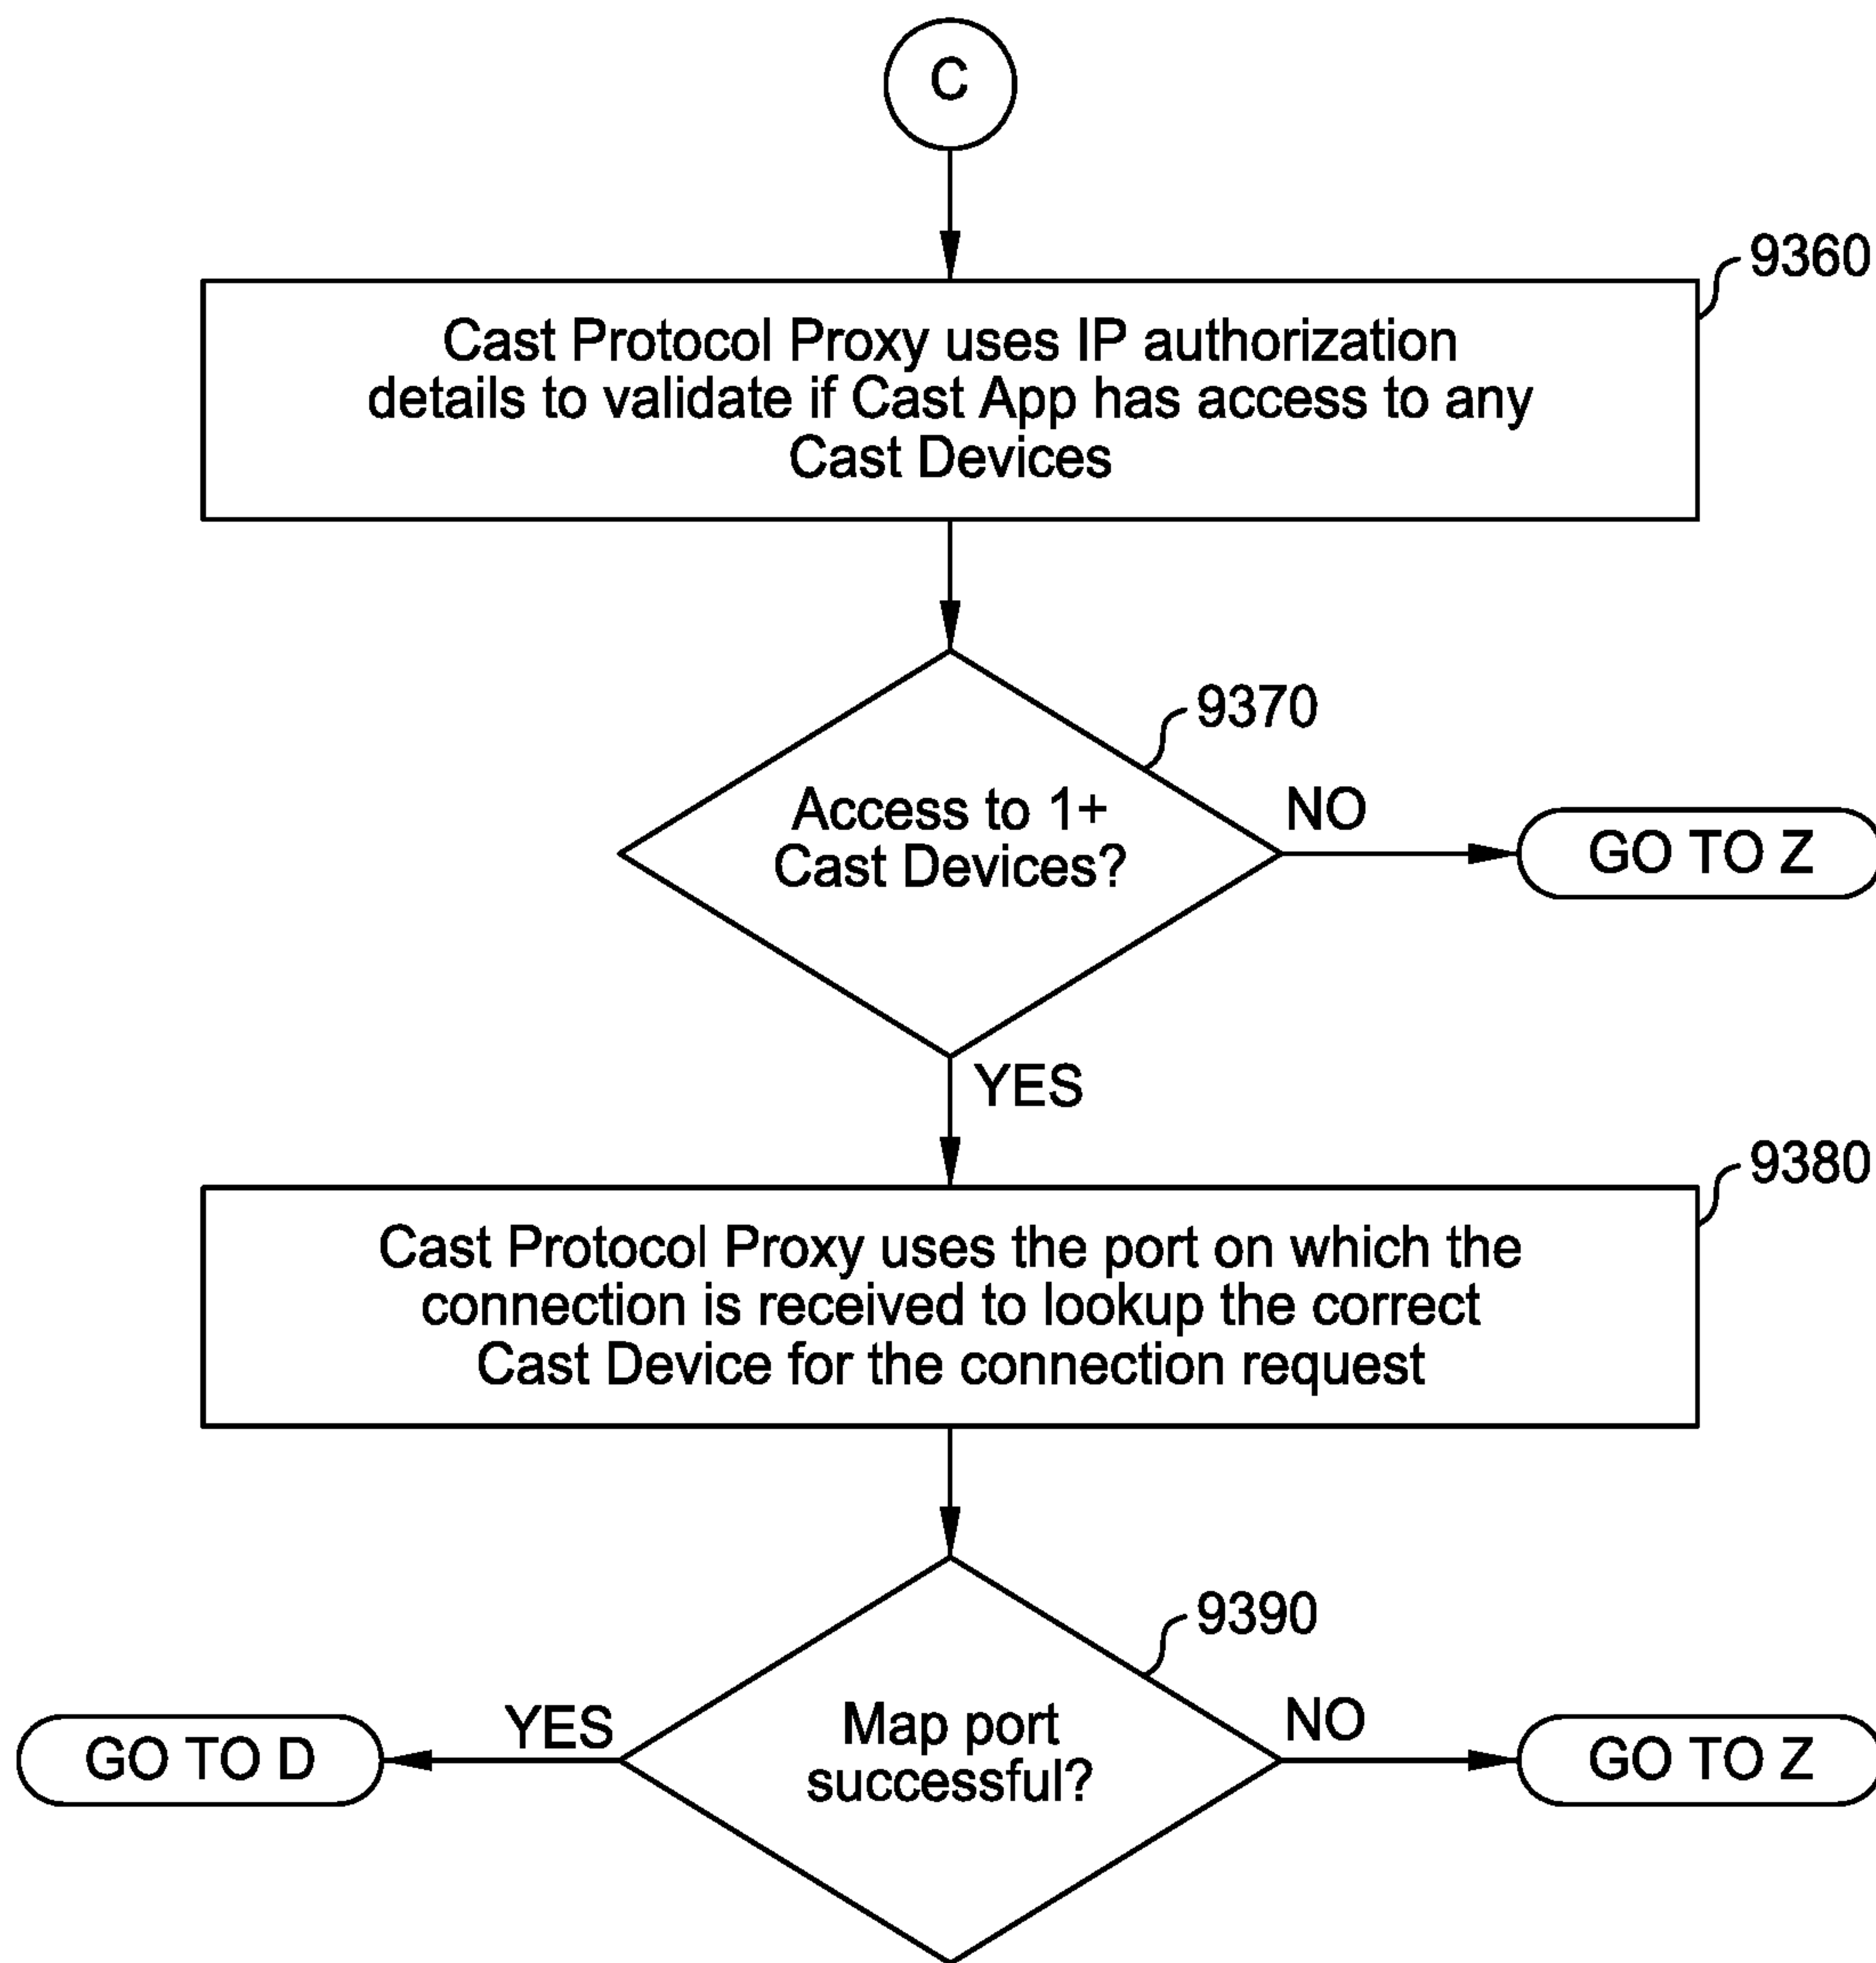 C
9360
Cast Protocol Proxy uses IP authorization
details to validate if Cast App has access to any
Cast Devices
9370
Access to 1+
Cast Devices?
NO
GO TO Z
YES
9380
Cast Protocol Proxy uses the port on which the
connection is received to lookup the correct
Cast Device for the connection request
9390
Map port
successful?
YES
GO TO D
NO
GO TO Z